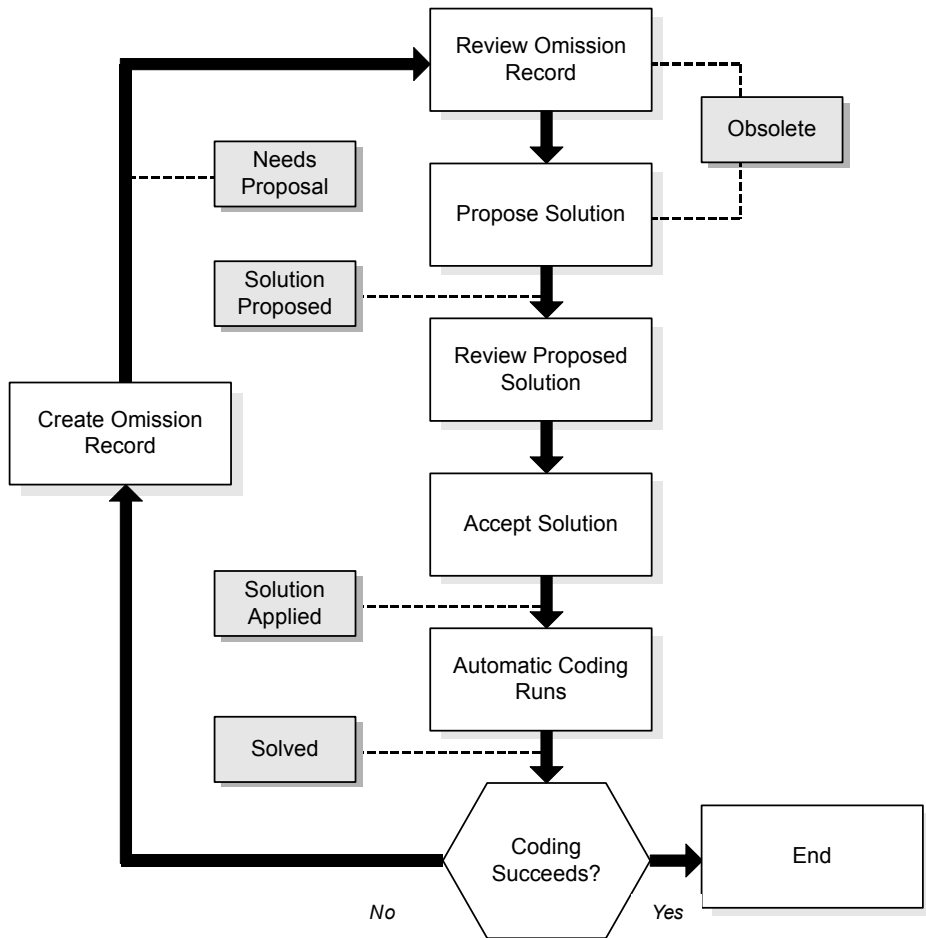 Review Omission
Record
Obsolete
Needs
Proposal
Propose Solution
Solution
Proposed
Review Proposed
Solution
Create Omission
Record
Accept Solution
Solution
Applied
Automatic Coding
Runs
Solved
Coding
Succeeds?
End
No
Yes